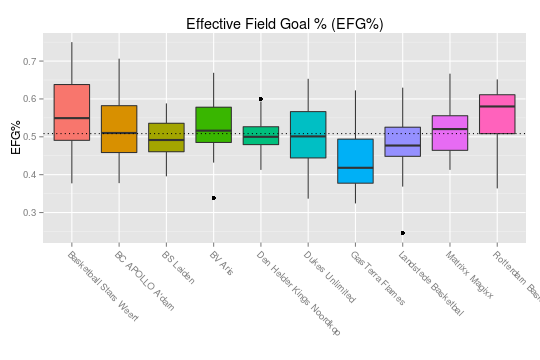 Effective Field Goal % (EFG%)
EFG%
0.7
0.6
0.5
0.4
0.3
Basketball Stars Weert
BC APOLLO A'dam
BS Leiden
BV Aris
Den Helder Kings Noordkop
Dukes Unlimited
GasTerra Flames
Landstede Basketbal
Matrixx Magixx
Rotterdam Bas